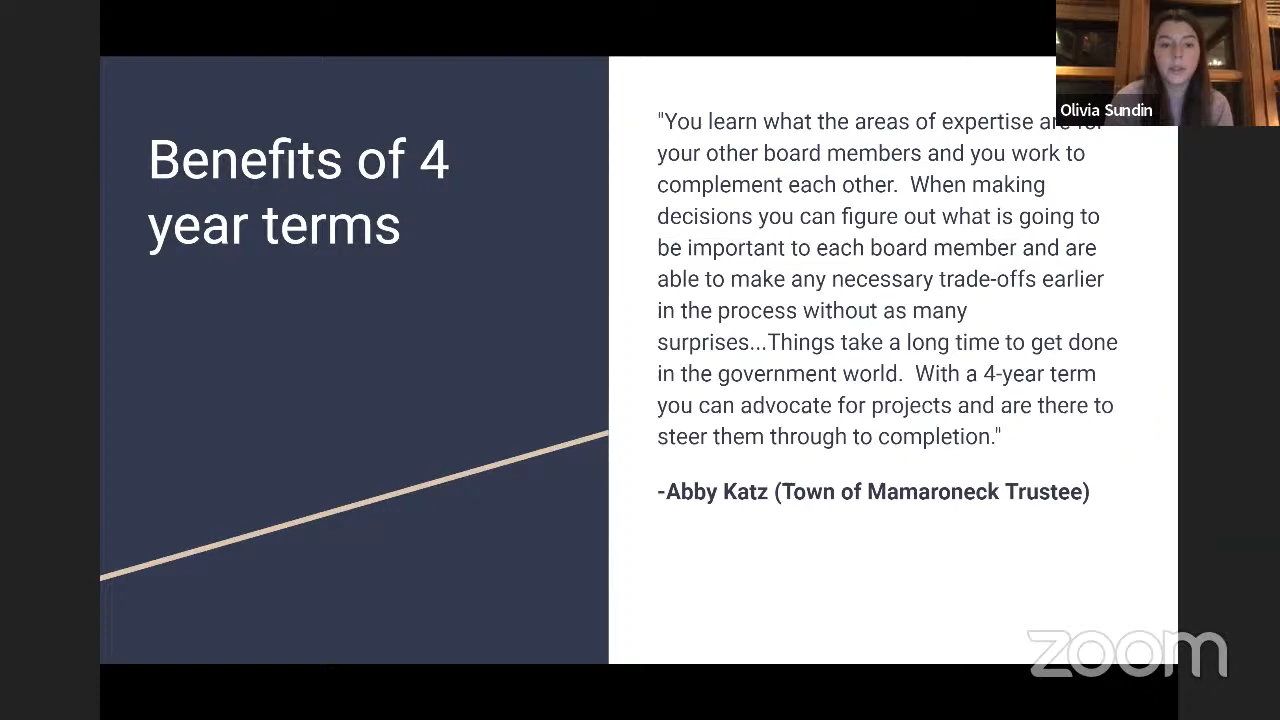 Benefits of 4
year terms
"You learn what the areas of expertise are for
your other board members and you work to
complement each other.  When making
decisions you can figure out what is going to
be important to each board member and are
able to make any necessary trade-offs earlier
in the process without as many
surprises...Things take a long time to get done
in the government world.  With a 4-year term
you can advocate for projects and are there to
steer them through to completion."
-Abby Katz (Town of Mamaroneck Trustee)
Olivia Sundin
zoom